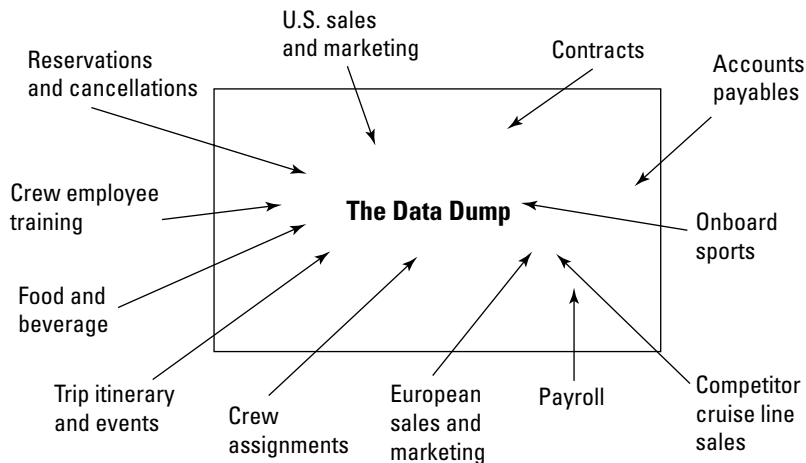 U.S. sales
and marketing
Contracts
Reservations
and cancellations
Accounts
payables
Crew employee
training
The Data Dump
Onboard
sports
Food and
beverage
Trip itinerary
and events
Crew
assignments
European
sales and
marketing
Payroll
Competitor
cruise line
sales